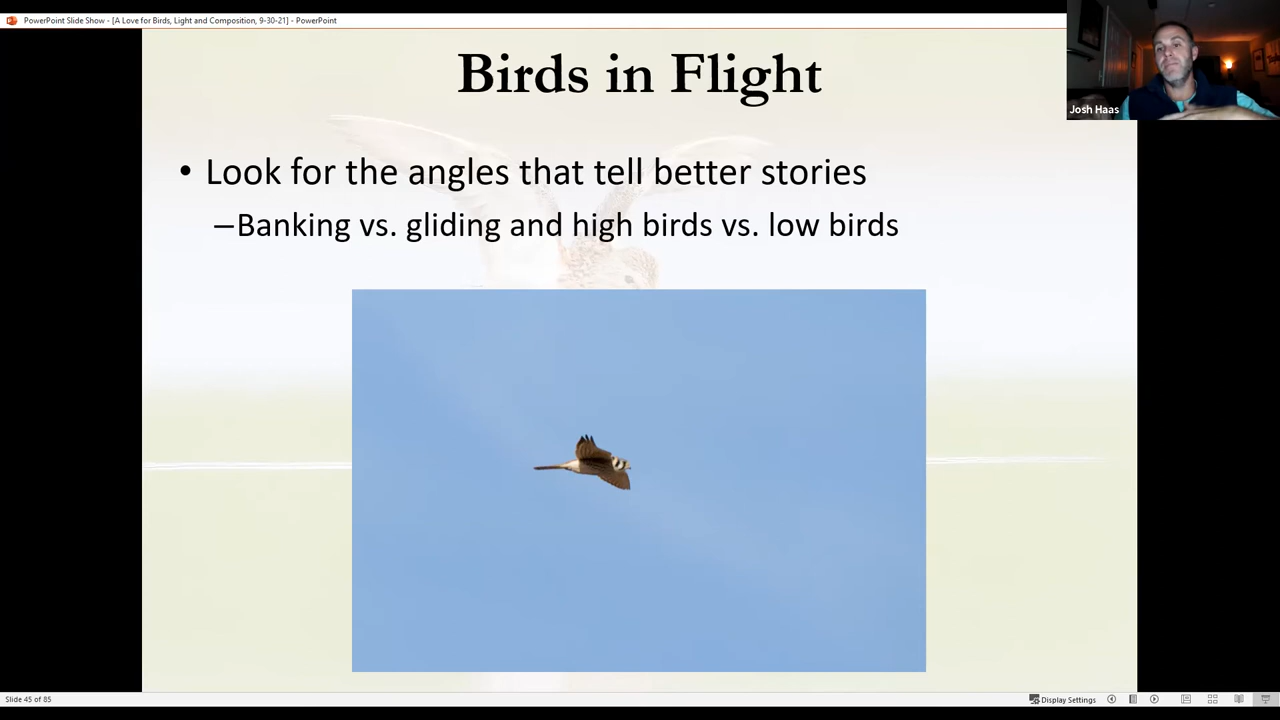 PowerPoint Slide Show - [A Love for Birds, Light and Composition, 9-30-21] - PowerPoint
Birds in Flight
Josh Haas
• Look for the angles that tell better stories
–Banking vs. gliding and high birds vs. low birds
Slide 45 of 85
Display Settings